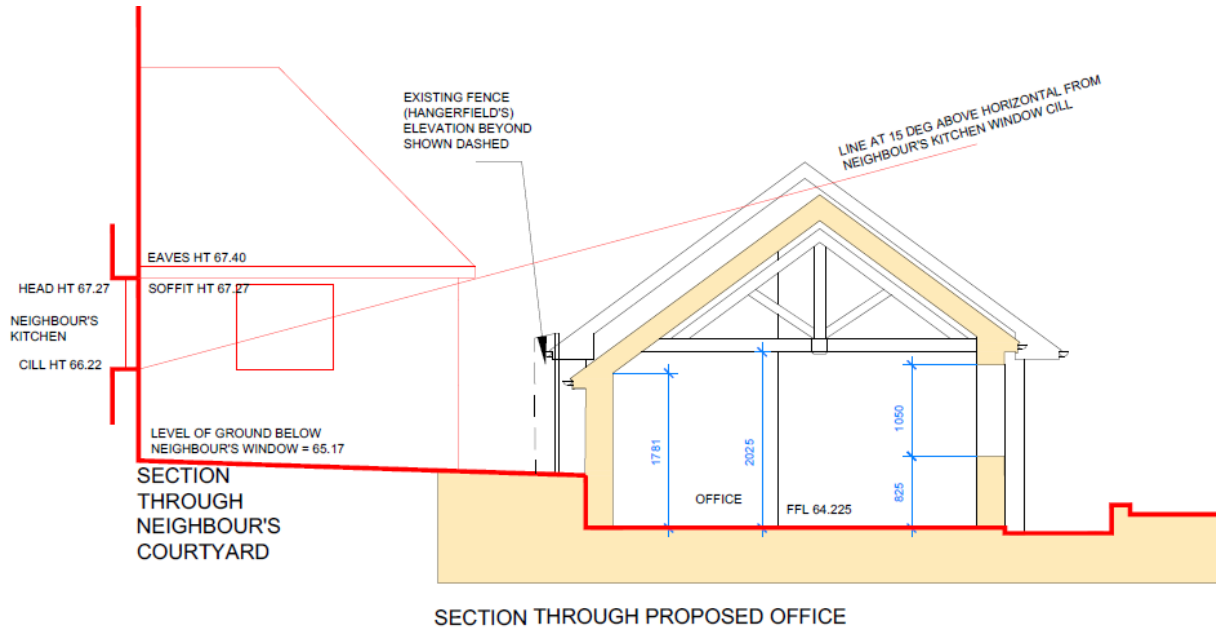 EXISTING FENCE
(HANGERFIELD'S)
ELEVATION BEYOND
SHOWN DASHED
LINE AT 15 DEG ABOVE HORIZONTAL FROM
NEIGHBOUR'S KITCHEN WINDOW CILL
EAVES HT 67.40
HEAD HT 67.27
SOFFIT HT 67.27
NEIGHBOUR'S
KITCHEN
CILL HT 66.22
LEVEL OF GROUND BELOW
NEIGHBOUR'S WINDOW = 65.17
SECTION
THROUGH
NEIGHBOUR'S
COURTYARD
1781
2025
1050
825
OFFICE
FFL 64.225
SECTION THROUGH PROPOSED OFFICE